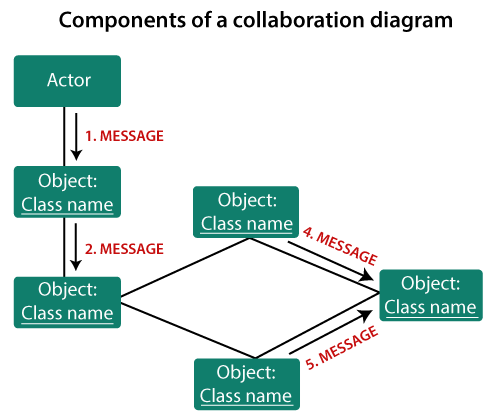 Components of a collaboration diagram
Actor
1. MESSAGE
Object:
Class name
2. MESSAGE
Object:
Class name
Object:
Class name
4. MESSAGE
Object:
Class name
5. MESSAGE
Object:
Class name